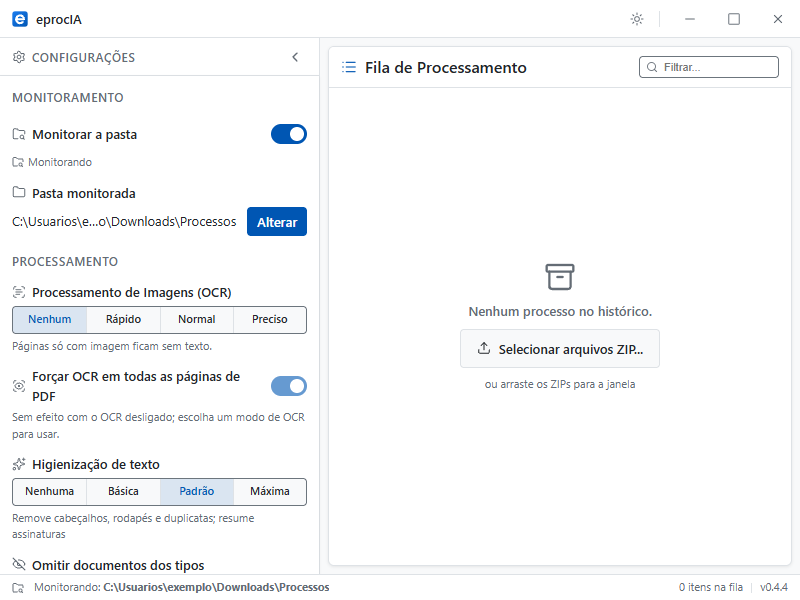 eprocIA
CONFIGURAÇÕES
MONITORAMENTO
Monitorar a pasta
Monitorando
Pasta monitorada
C:\Usuarios\e...o\Downloads\Processos
Alterar
PROCESSAMENTO
Processamento de Imagens (OCR)
Nenhum Rápido Normal Preciso
Páginas só com imagem ficam sem texto.
Forçar OCR em todas as páginas de
PDF
Sem efeito com o OCR desligado; escolha um modo de OCR
para usar.
Higienização de texto
Nenhuma Básica Padrão Máxima
Remove cabeçalhos, rodapés e duplicatas; resume
assinaturas
Omitir documentos dos tipos
Fila de Processamento
Filtrar...
Nenhum processo no histórico.
Selecionar arquivos ZIP...
ou arraste os ZIPs para a janela
Monitorando: C:\Usuarios\exemplo\Downloads\Processos
0 itens na fila
v0.4.4